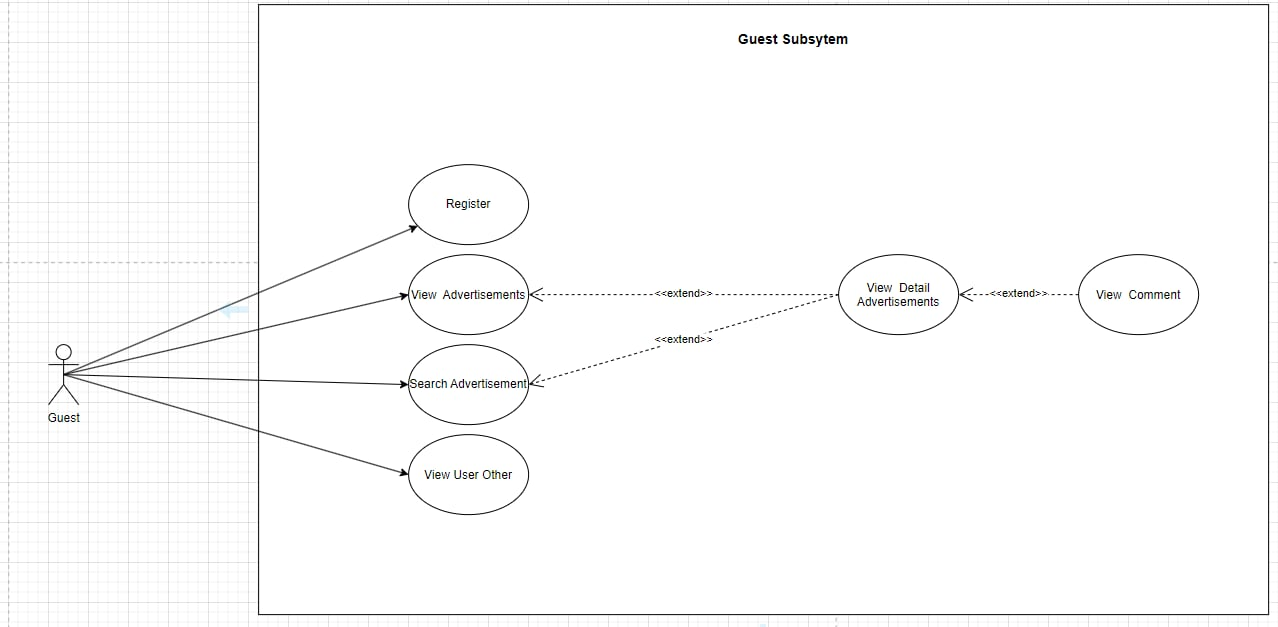 Guest Subsytem
Register
View Advertisements
<<extend>>
View Detail
Advertisements
<<extend>>
View Comment
<<extend>>
Search Advertisement
Guest
View User Other